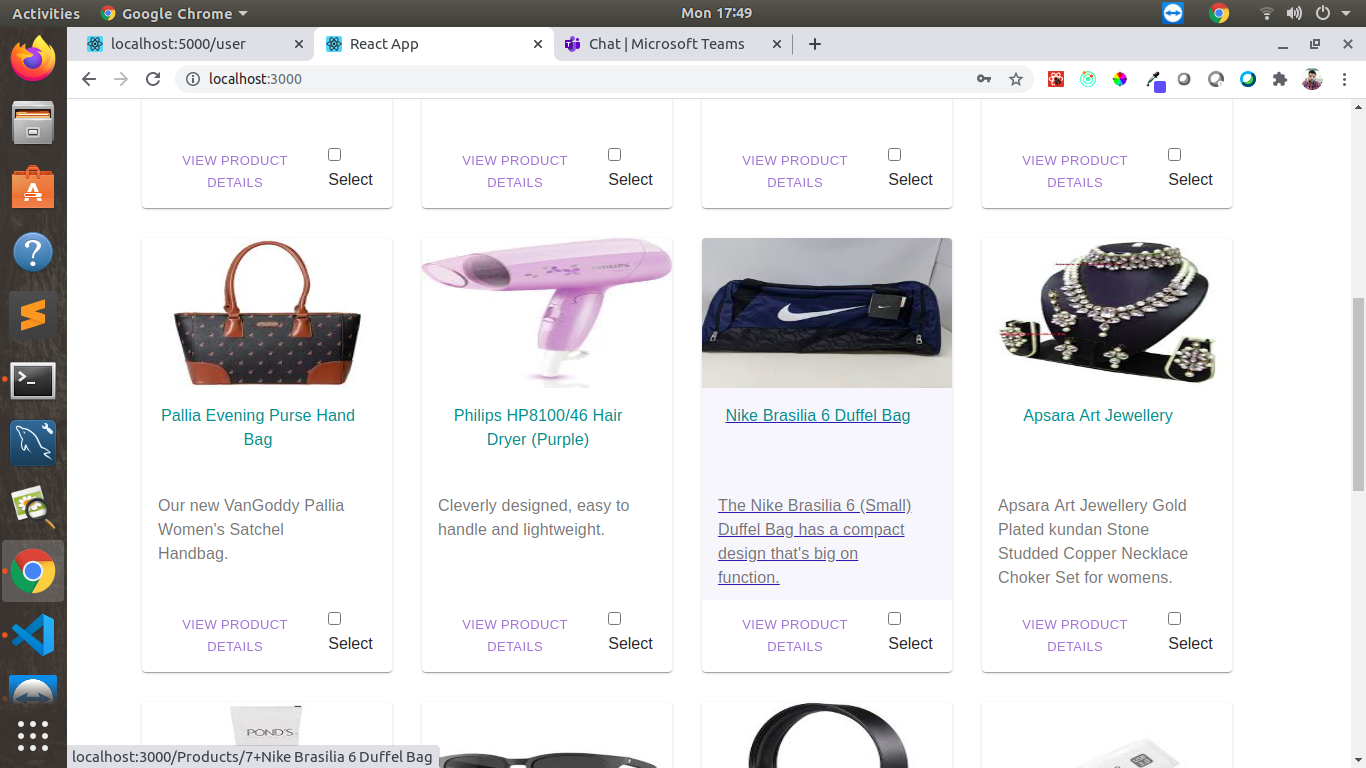 Activities
Google Chrome
Mon 17:49
localhost:5000/user
React App
Chat | Microsoft Teams
localhost:3000
VIEW PRODUCT
DETAILS
Select
VIEW PRODUCT
DETAILS
Select
VIEW PRODUCT
DETAILS
Select
VIEW PRODUCT
DETAILS
Select
Pallia Evening Purse Hand
Bag
Our new VanGoddy Pallia
Women's Satchel
Handbag.
VIEW PRODUCT
DETAILS
Select
PHILIPS
Philips HP8100/46 Hair
Dryer (Purple)
Cleverly designed, easy to
handle and lightweight.
VIEW PRODUCT
DETAILS
Select
Nike Brasilia 6 Duffel Bag
The Nike Brasilia 6 (Small)
Duffel Bag has a compact
design that's big on
function.
VIEW PRODUCT
DETAILS
Select
Apsara Art Jewellery
Apsara Art Jewellery Gold
Plated kundan Stone
Studded Copper Necklace
Choker Set for womens.
VIEW PRODUCT
DETAILS
Select
POND'S
localhost:3000/Products/7+Nike Brasilia 6 Duffel Bag